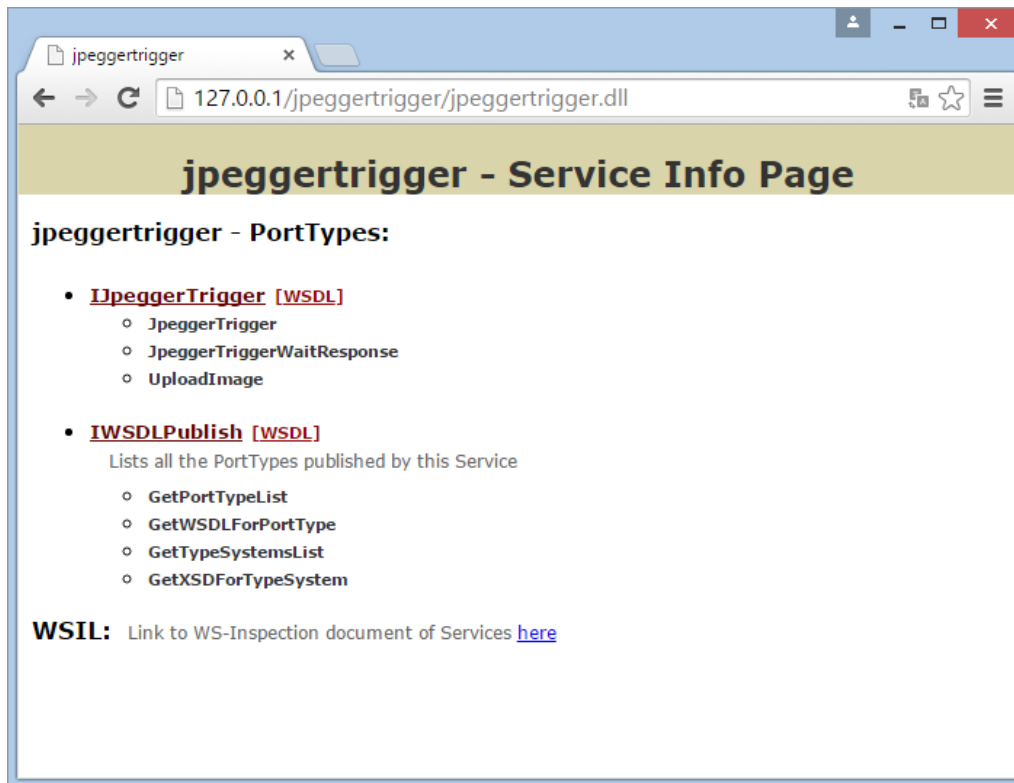 jpeggertrigger
127.0.0.1/jpeggertrigger/jpeggertrigger.dll
jpeggertrigger - Service Info Page
jpeggertrigger - PortTypes:
IJpeggerTrigger [WSDL]
JpeggerTrigger
JpeggerTriggerWaitResponse
UploadImage
IWSDLPublish [WSDL]
Lists all the PortTypes published by this Service
GetPortTypeList
GetWSDLForPortType
GetTypeSystemsList
GetXSDForTypeSystem
WSIL: Link to WS-Inspection document of Services here